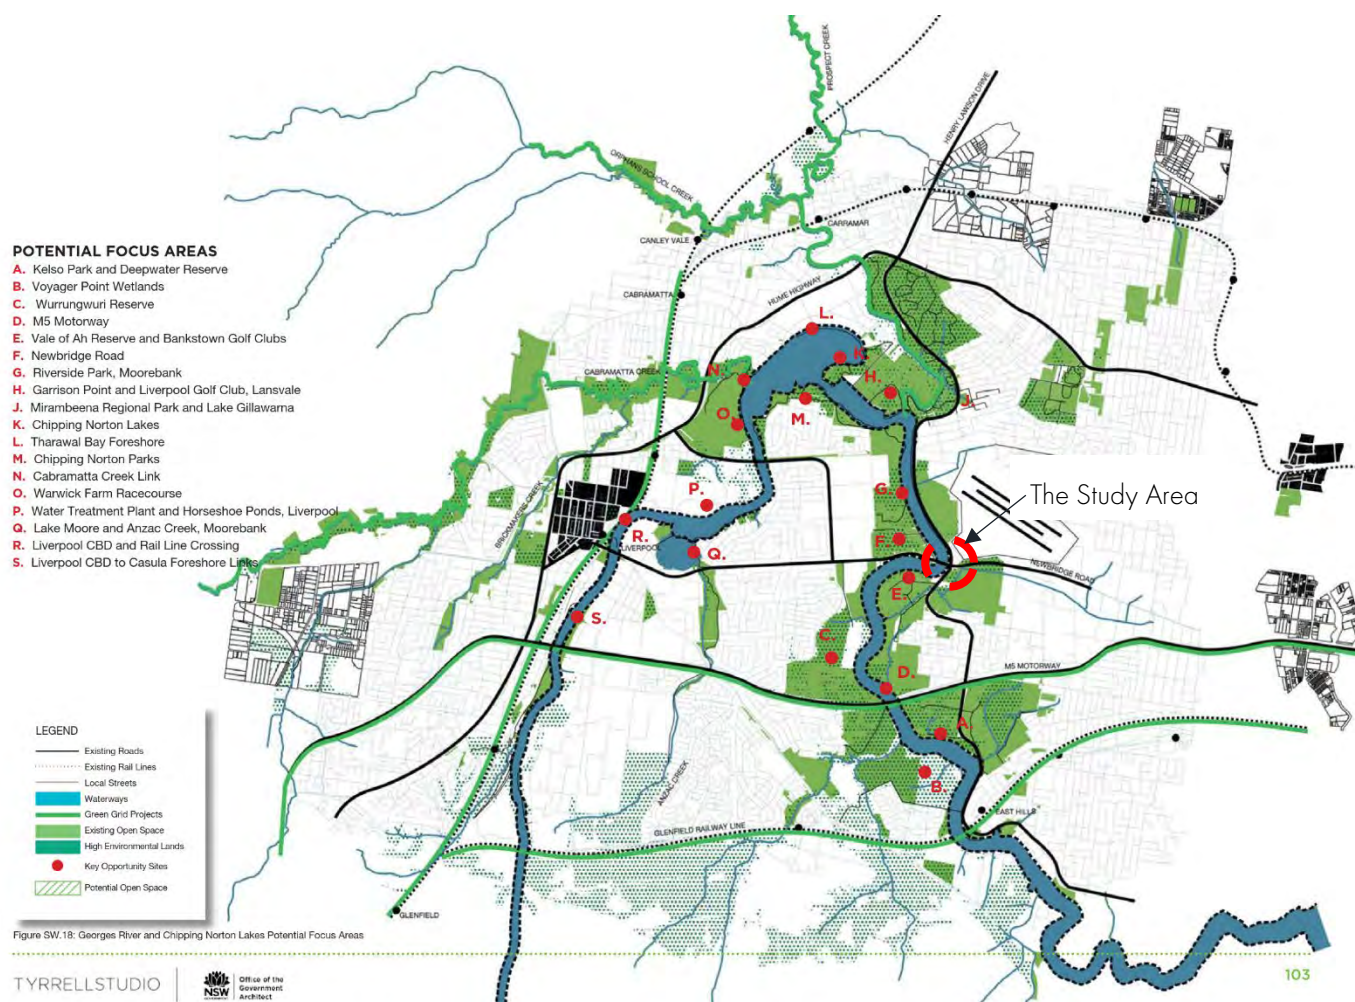 PROSPECT CREEK
HENRY LAWSON DRIVE
ORPHANS SCHOOL CREEK
CARRAMAR
CANLEY VALE
POTENTIAL FOCUS AREAS
A. Kelso Park and Deepwater Reserve
B. Voyager Point Wetlands
C. Wurrungwuri Reserve
D. M5 Motorway
E. Vale of Ah Reserve and Bankstown Golf Clubs
F. Newbridge Road
G. Riverside Park, Moorebank
H. Garrison Point and Liverpool Golf Club, Lansvale
J. Mirambeena Regional Park and Lake Gillawarna
K. Chipping Norton Lakes
L. Tharawal Bay Foreshore
M. Chipping Norton Parks
N. Cabramatta Creek Link
O. Warwick Farm Racecourse
P. Water Treatment Plant and Horseshoe Ponds, Liverpool
Q. Lake Moore and Anzac Creek, Moorebank
R. Liverpool CBD and Rail Line Crossing
S. Liverpool CBD to Casula Foreshore Links
HUME HIGHWAY
CABRAMATTA
L.
K.
CABRAMATTA CREEK
N.
H.
M.
J.
O.
BRICKMAKERS CREEK
P.
G.
The Study Area
R.
LIVERPOOL
Q.
F.
E.
NEWBRIDGE ROAD
S.
C.
D.
M5 MOTORWAY
A.
B.
ANZAC CREEK
EAST HILLS
GLENFIELD RAILWAY LINE
GLENFIELD
LEGEND
Existing Roads
Existing Rail Lines
Local Streets
Waterways
Green Grid Projects
Existing Open Space
High Environmental Lands
Key Opportunity Sites
Potential Open Space
Figure SW.18: Georges River and Chipping Norton Lakes Potential Focus Areas
TYRRELLSTUDIO
NSW
GOVERNMENT
Office of the
Government
Architect
103